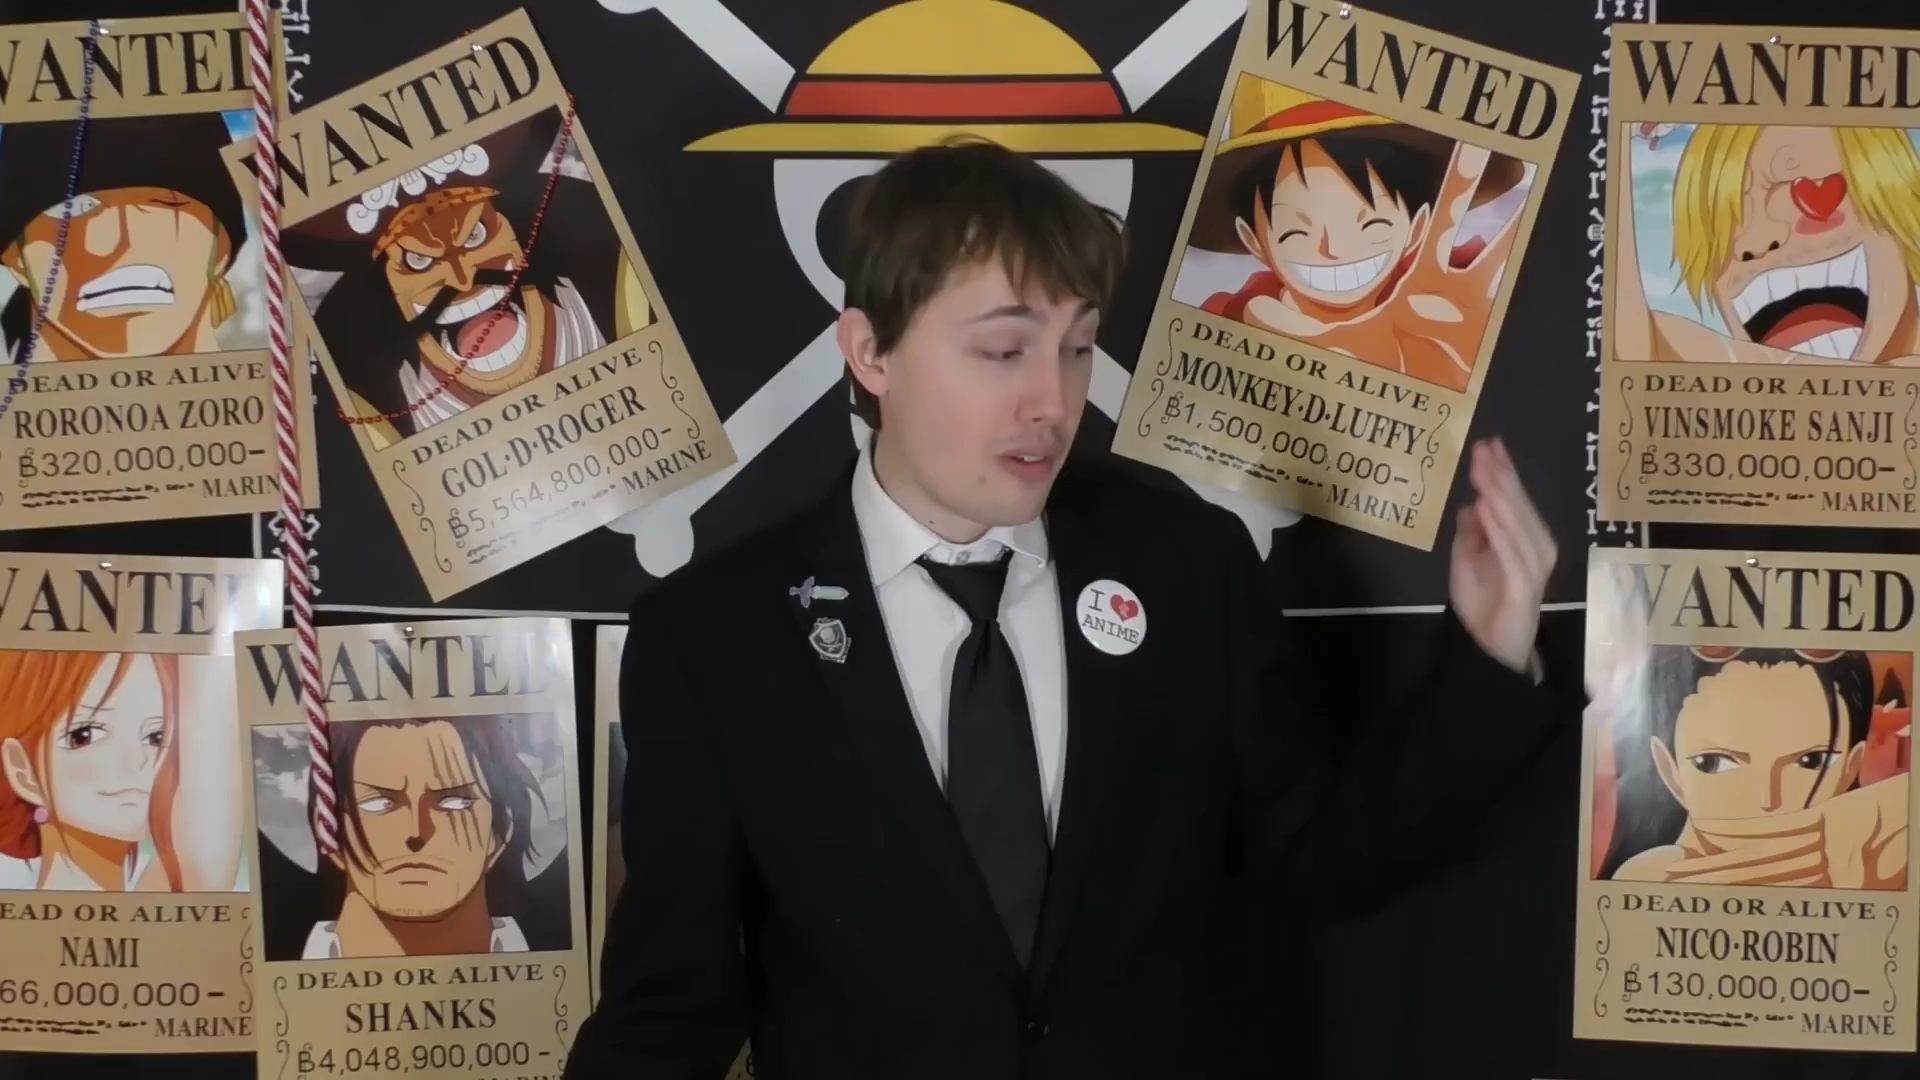 WANTED
DEAD OR ALIVE
RORONOA ZORO
฿320,000,000-
MARIN
WANTED
DEAD OR ALIVE
GOL·D·ROGER
฿5,564,800,000-
MARINE
WANTED
DEAD OR ALIVE
MONKEY·D·LUFFY
฿1,500,000,000-
MARINE
WANTED
DEAD OR ALIVE
VINSMOKE SANJI
฿330,000,000-
MARINE
WANTED
EAD OR ALIVE
NAMI
66,000,000-
MARINE
WANTED
DEAD OR ALIVE
SHANKS
฿4,048,900,000-
I
ANIME
WANTED
DEAD OR ALIVE
NICO·ROBIN
฿130,000,000-
MARINE